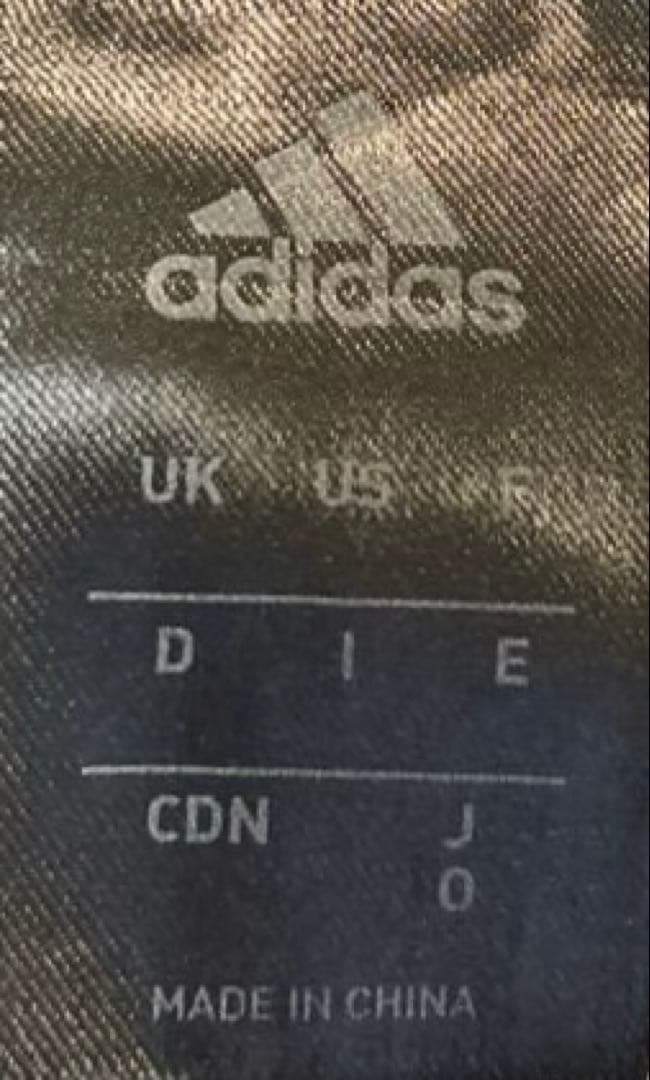 adidas
UK US F
D I E
CDN J
O
MADE IN CHINA